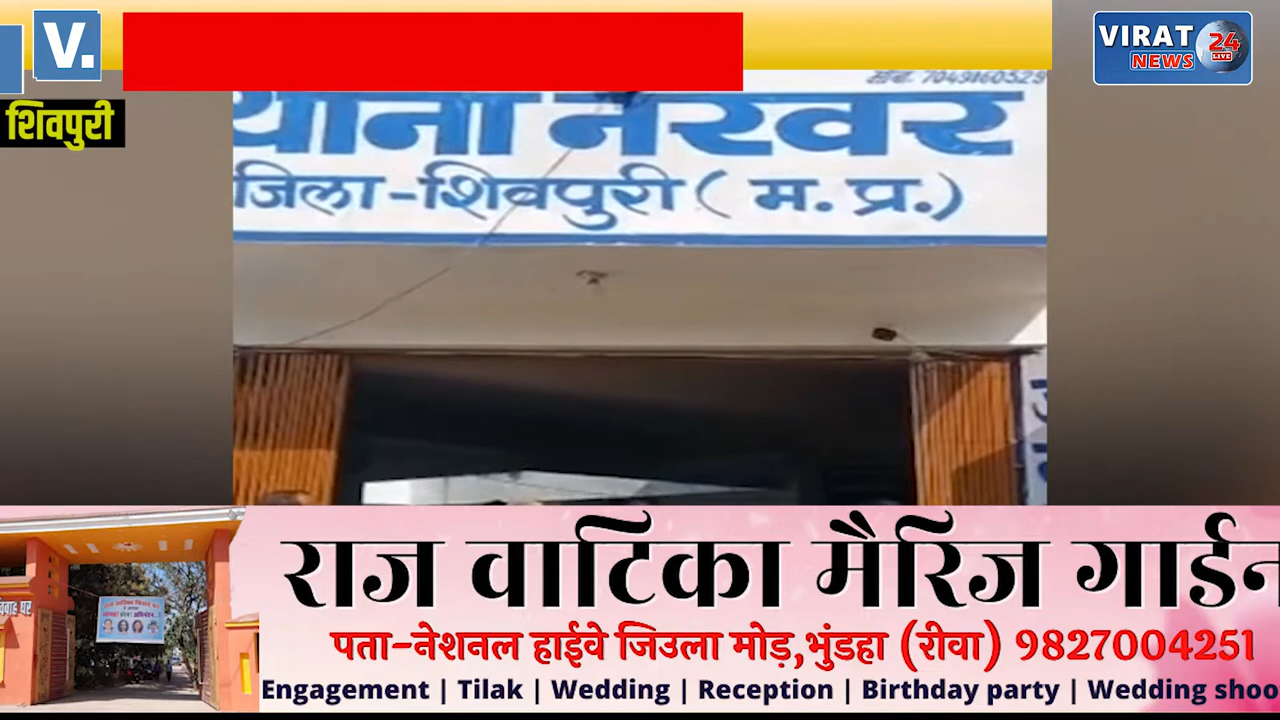 V.
VIRAT
24
NEWS
LIVE
शिवपुरी
मोबा. 7049160529
थाना नरवर
जिला-शिवपुरी ( म. प्र.)
राज वाटिका मैरिज गार्डन
पता-नेशनल हाईवे जिउला मोड़,भुंडहा (रीवा) 9827004251
Engagement | Tilak | Wedding | Reception | Birthday party | Wedding shoo